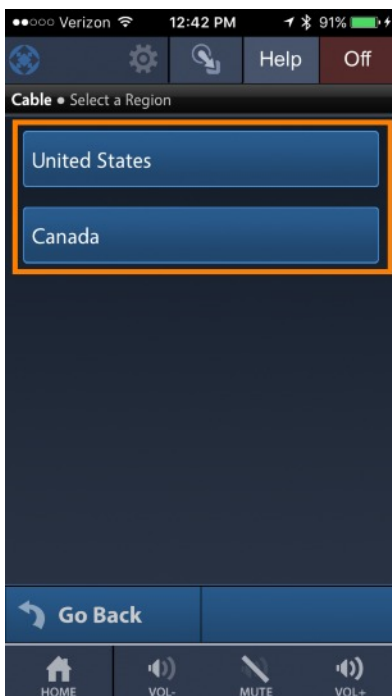 ●●○○○ Verizon 12:42 PM 91%
Help Off
Cable • Select a Region
United States
Canada
Go Back
HOME VOL- MUTE VOL+